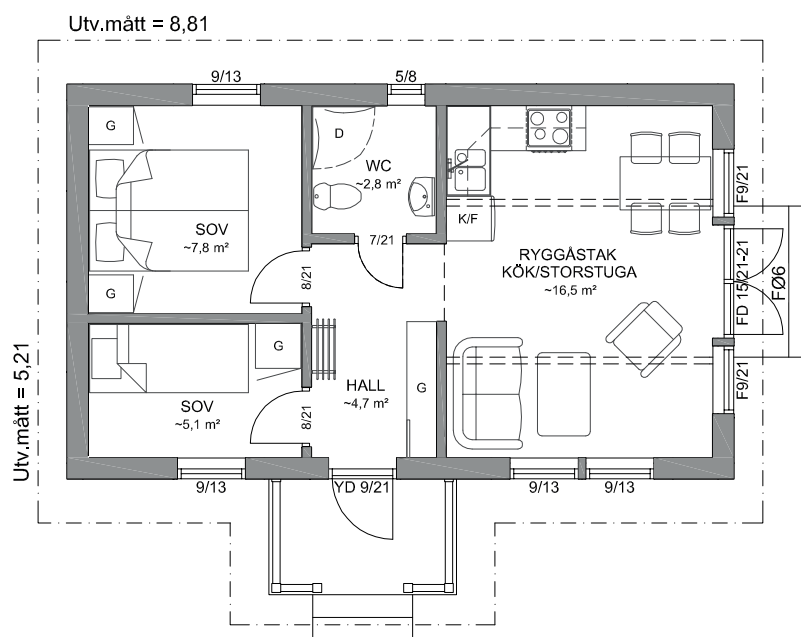 Utv.mått = 8,81
9/13
5/8
G
D
WC
~2,8 m²
F9/21
SOV
~7,8 m²
K/F
7/21
8/21
RYGGÅSTAK
KÖK/STORSTUGA
~16,5 m²
FD 15/21-21
FØ6
G
G
Utv.mått = 5,21
HALL
~4,7 m²
G
F9/21
SOV
~5,1 m²
8/21
9/13
YD 9/21
9/13
9/13